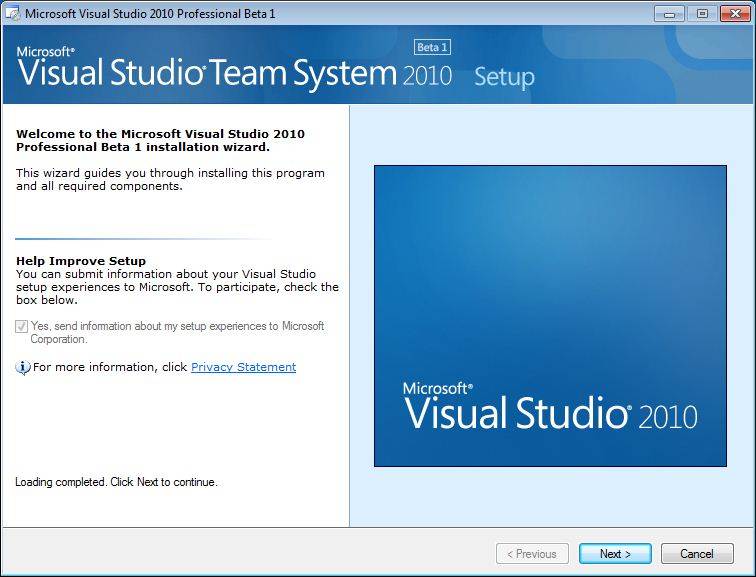 Microsoft Visual Studio 2010 Professional Beta 1
Microsoft®
Visual Studio® Team System 2010 Beta 1 Setup
Welcome to the Microsoft Visual Studio 2010
Professional Beta 1 installation wizard.
This wizard guides you through installing this program
and all required components.
Help Improve Setup
You can submit information about your Visual Studio
setup experiences to Microsoft. To participate, check the
box below.
Yes, send information about my setup experiences to Microsoft
Corporation.
For more information, click Privacy Statement
Loading completed. Click Next to continue.
Microsoft®
Visual Studio® 2010
< Previous
Next >
Cancel